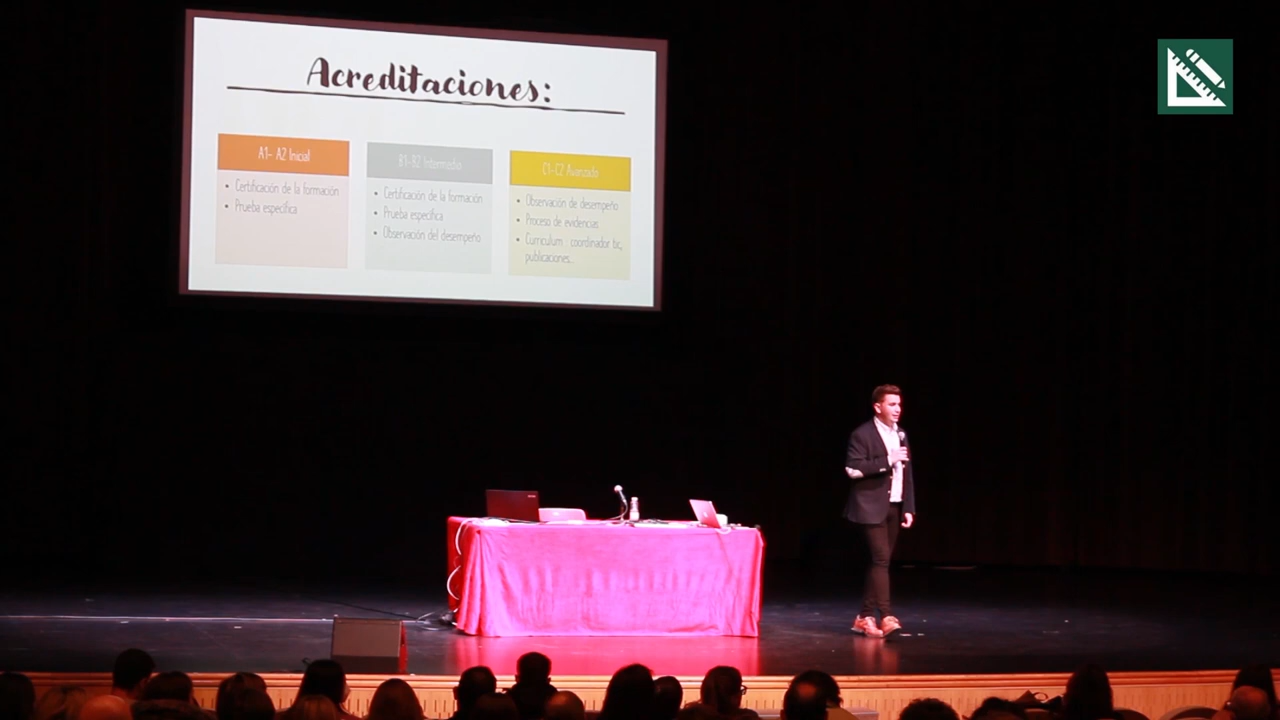 Acreditaciones:
A1- A2 Inicial
• Certificación de la formación
• Prueba específica
B1-B2 Intermedio
• Certificación de la formación
• Prueba específica
• Observación del desempeño
C1-C2 Avanzado
• Observación de desempeño
• Proceso de evidencias
• Curriculum : coordinador tic,
publicaciones...